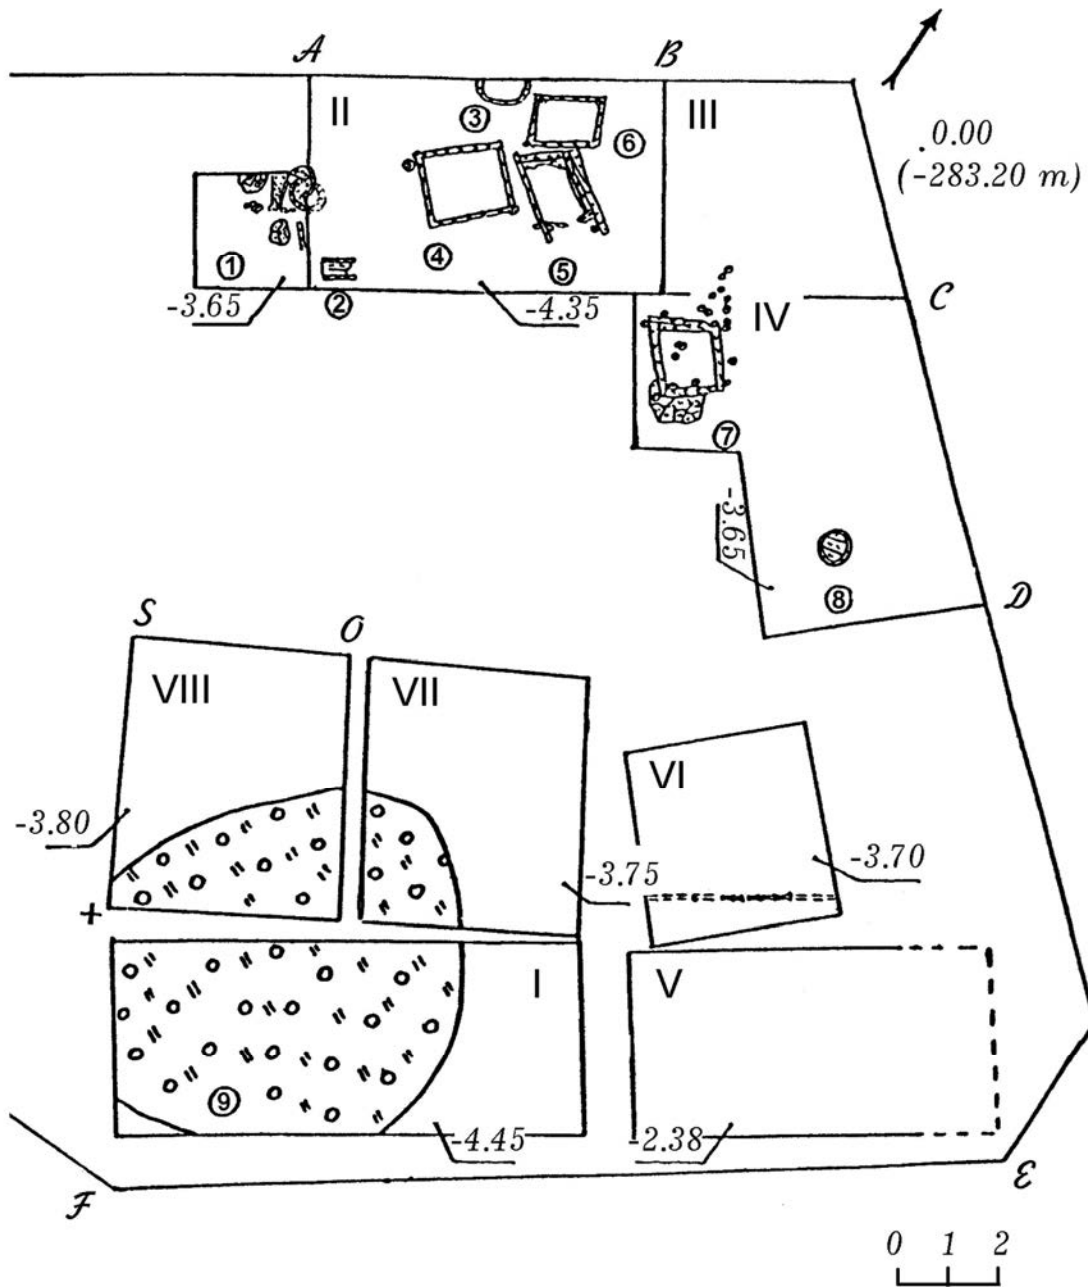 A
B
II
III
.0.00
(-283.20 m)
③
⑥
①
④
⑤
②
-3.65
-4.35
C
IV
⑦
-3.65
⑧
D
S
O
VIII
VII
VI
-3.80
-3.75
-3.70
+
I
V
⑨
-4.45
-2.38
F
E
0 1 2